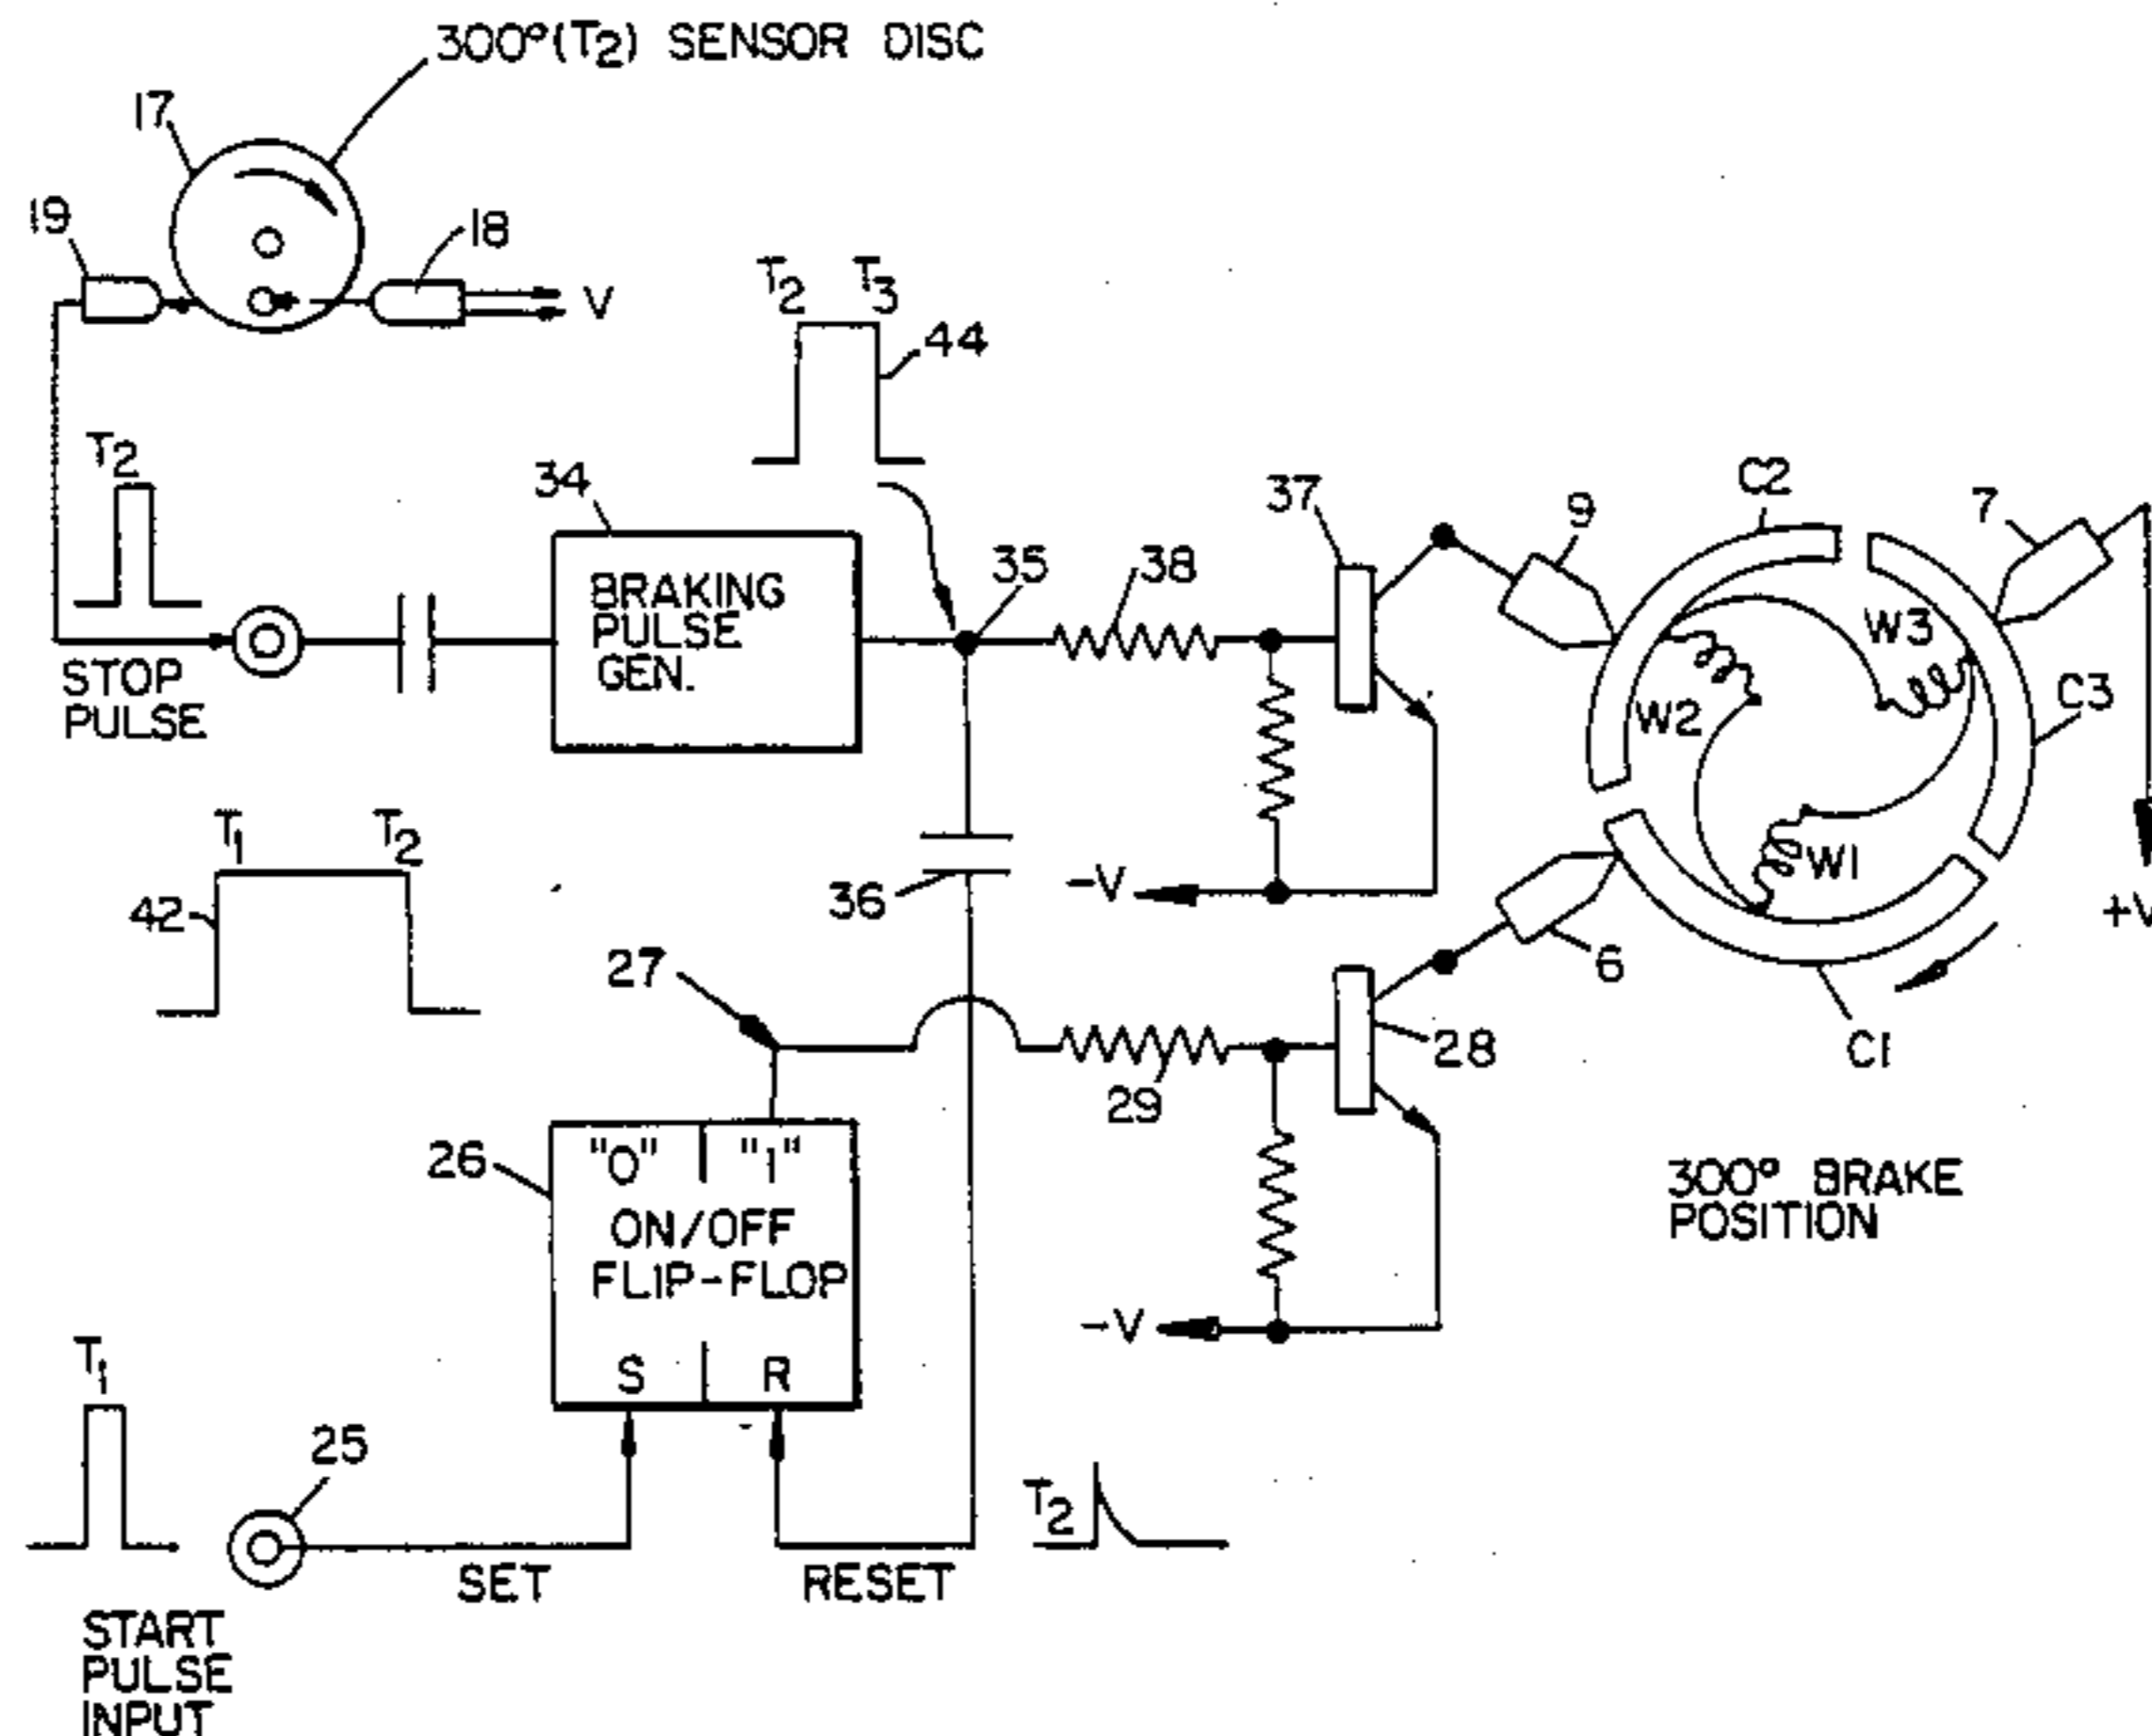 300°(T2) SENSOR DISC
17
19
18
V
T2 T3
44
T2
34
37
9
C2
7
BRAKING
PULSE
GEN.
35
38
STOP
PULSE
W3
W2
C3
T1 T2
42
36
-V
W1
+V
27
6
28
C1
29
26
"0" "1"
ON/OFF
FLIP-FLOP
300° BRAKE
POSITION
-V
S R
T1
25
T2
SET
RESET
START
PULSE
INPUT